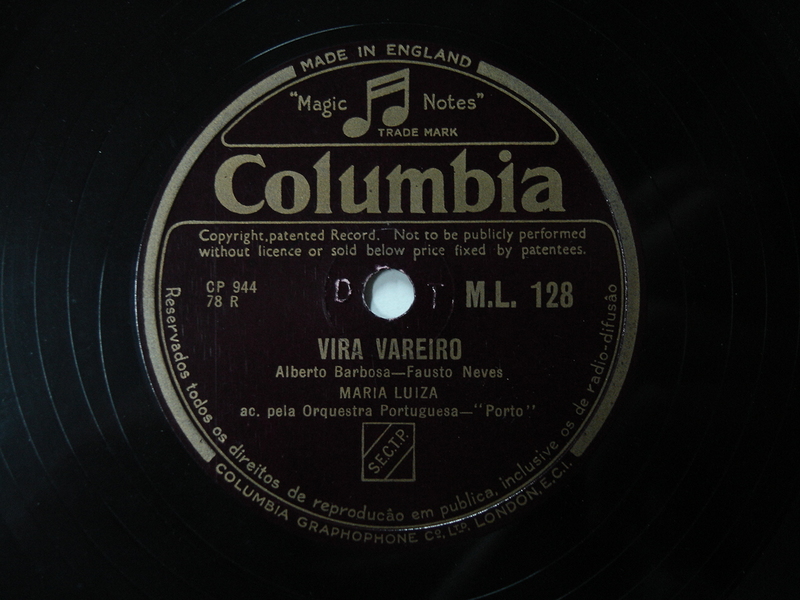 MADE IN ENGLAND
"Magic Notes"
TRADE MARK
Columbia
Copyright, patented Record. Not to be publicly performed
without licence or sold below price fixed by patentees.
CP 944
78 R
D T
M.L. 128
VIRA VAREIRO
Alberto Barbosa—Fausto Neves
MARIA LUIZA
ac. pela Orquestra Portuguesa—"Porto"
S.E.C.T.P.
Reservados todos os direitos de reproducâo em publica, inclusive os de radio-difusâo
COLUMBIA GRAPHOPHONE Co. LTD. LONDON, E.C.1.